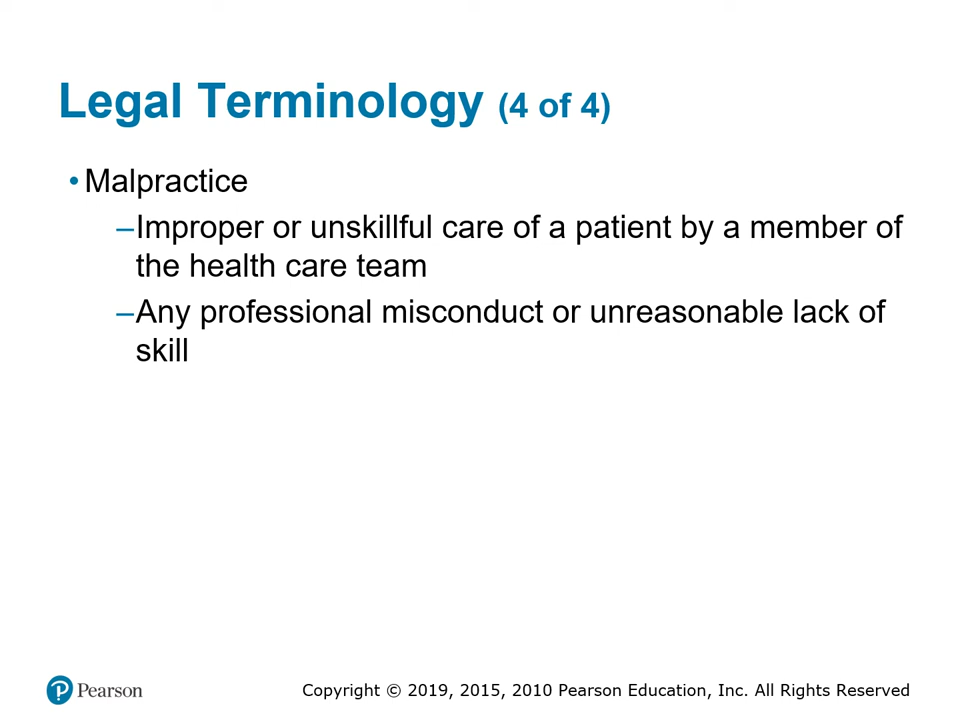 Legal Terminology (4 of 4)
• Malpractice
–Improper or unskillful care of a patient by a member of
the health care team
–Any professional misconduct or unreasonable lack of
skill
Pearson
Copyright © 2019, 2015, 2010 Pearson Education, Inc. All Rights Reserved